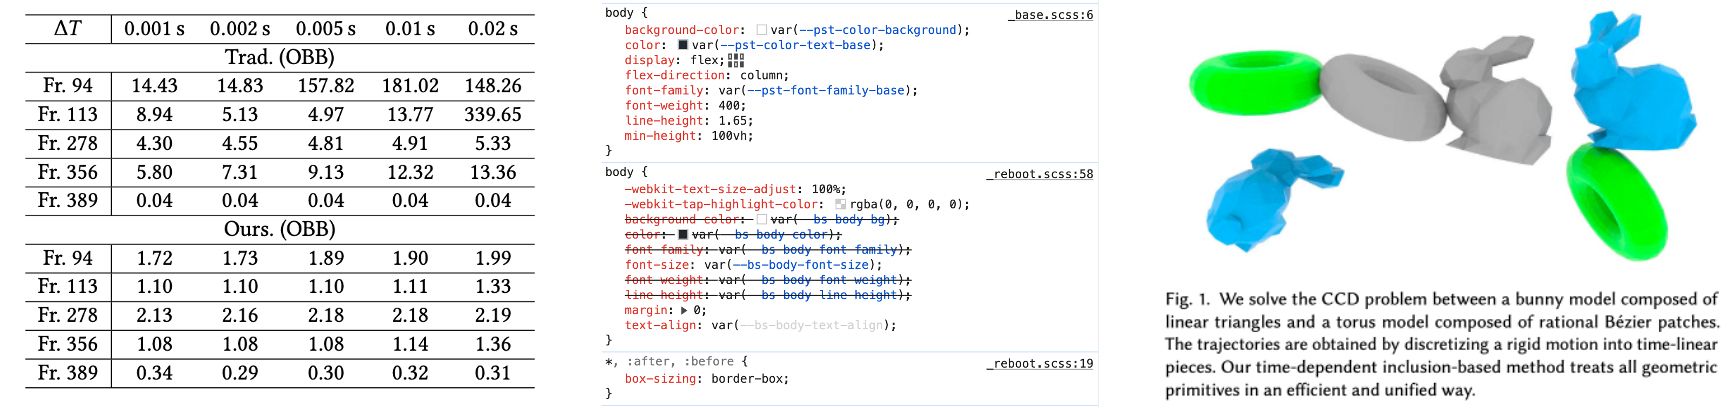 ΔT 0.001 s 0.002 s 0.005 s 0.01 s 0.02 s
Trad. (OBB)
Fr. 94 14.43 14.83 157.82 181.02 148.26
Fr. 113 8.94 5.13 4.97 13.77 339.65
Fr. 278 4.30 4.55 4.81 4.91 5.33
Fr. 356 5.80 7.31 9.13 12.32 13.36
Fr. 389 0.04 0.04 0.04 0.04 0.04
Ours. (OBB)
Fr. 94 1.72 1.73 1.89 1.90 1.99
Fr. 113 1.10 1.10 1.10 1.11 1.33
Fr. 278 2.13 2.16 2.18 2.18 2.19
Fr. 356 1.08 1.08 1.08 1.14 1.36
Fr. 389 0.34 0.29 0.30 0.32 0.31
body { _base.scss:6
background-color: var(--pst-color-background);
color: var(--pst-color-text-base);
display: flex;
flex-direction: column;
font-family: var(--pst-font-family-base);
font-weight: 400;
line-height: 1.65;
min-height: 100vh;
}
body { _reboot.scss:58
-webkit-text-size-adjust: 100%;
-webkit-tap-highlight-color: rgba(0, 0, 0, 0);
background-color: var(--bs-body-bg);
color: var(--bs-body-color);
font-family: var(--bs-body-font-family);
font-size: var(--bs-body-font-size);
font-weight: var(--bs-body-font-weight);
line-height: var(--bs-body-line-height);
margin: 0;
text-align: var(--bs-body-text-align);
}
*, :after, :before { _reboot.scss:19
box-sizing: border-box;
}
Fig. 1. We solve the CCD problem between a bunny model composed of
linear triangles and a torus model composed of rational Bézier patches.
The trajectories are obtained by discretizing a rigid motion into time-linear
pieces. Our time-dependent inclusion-based method treats all geometric
primitives in an efficient and unified way.